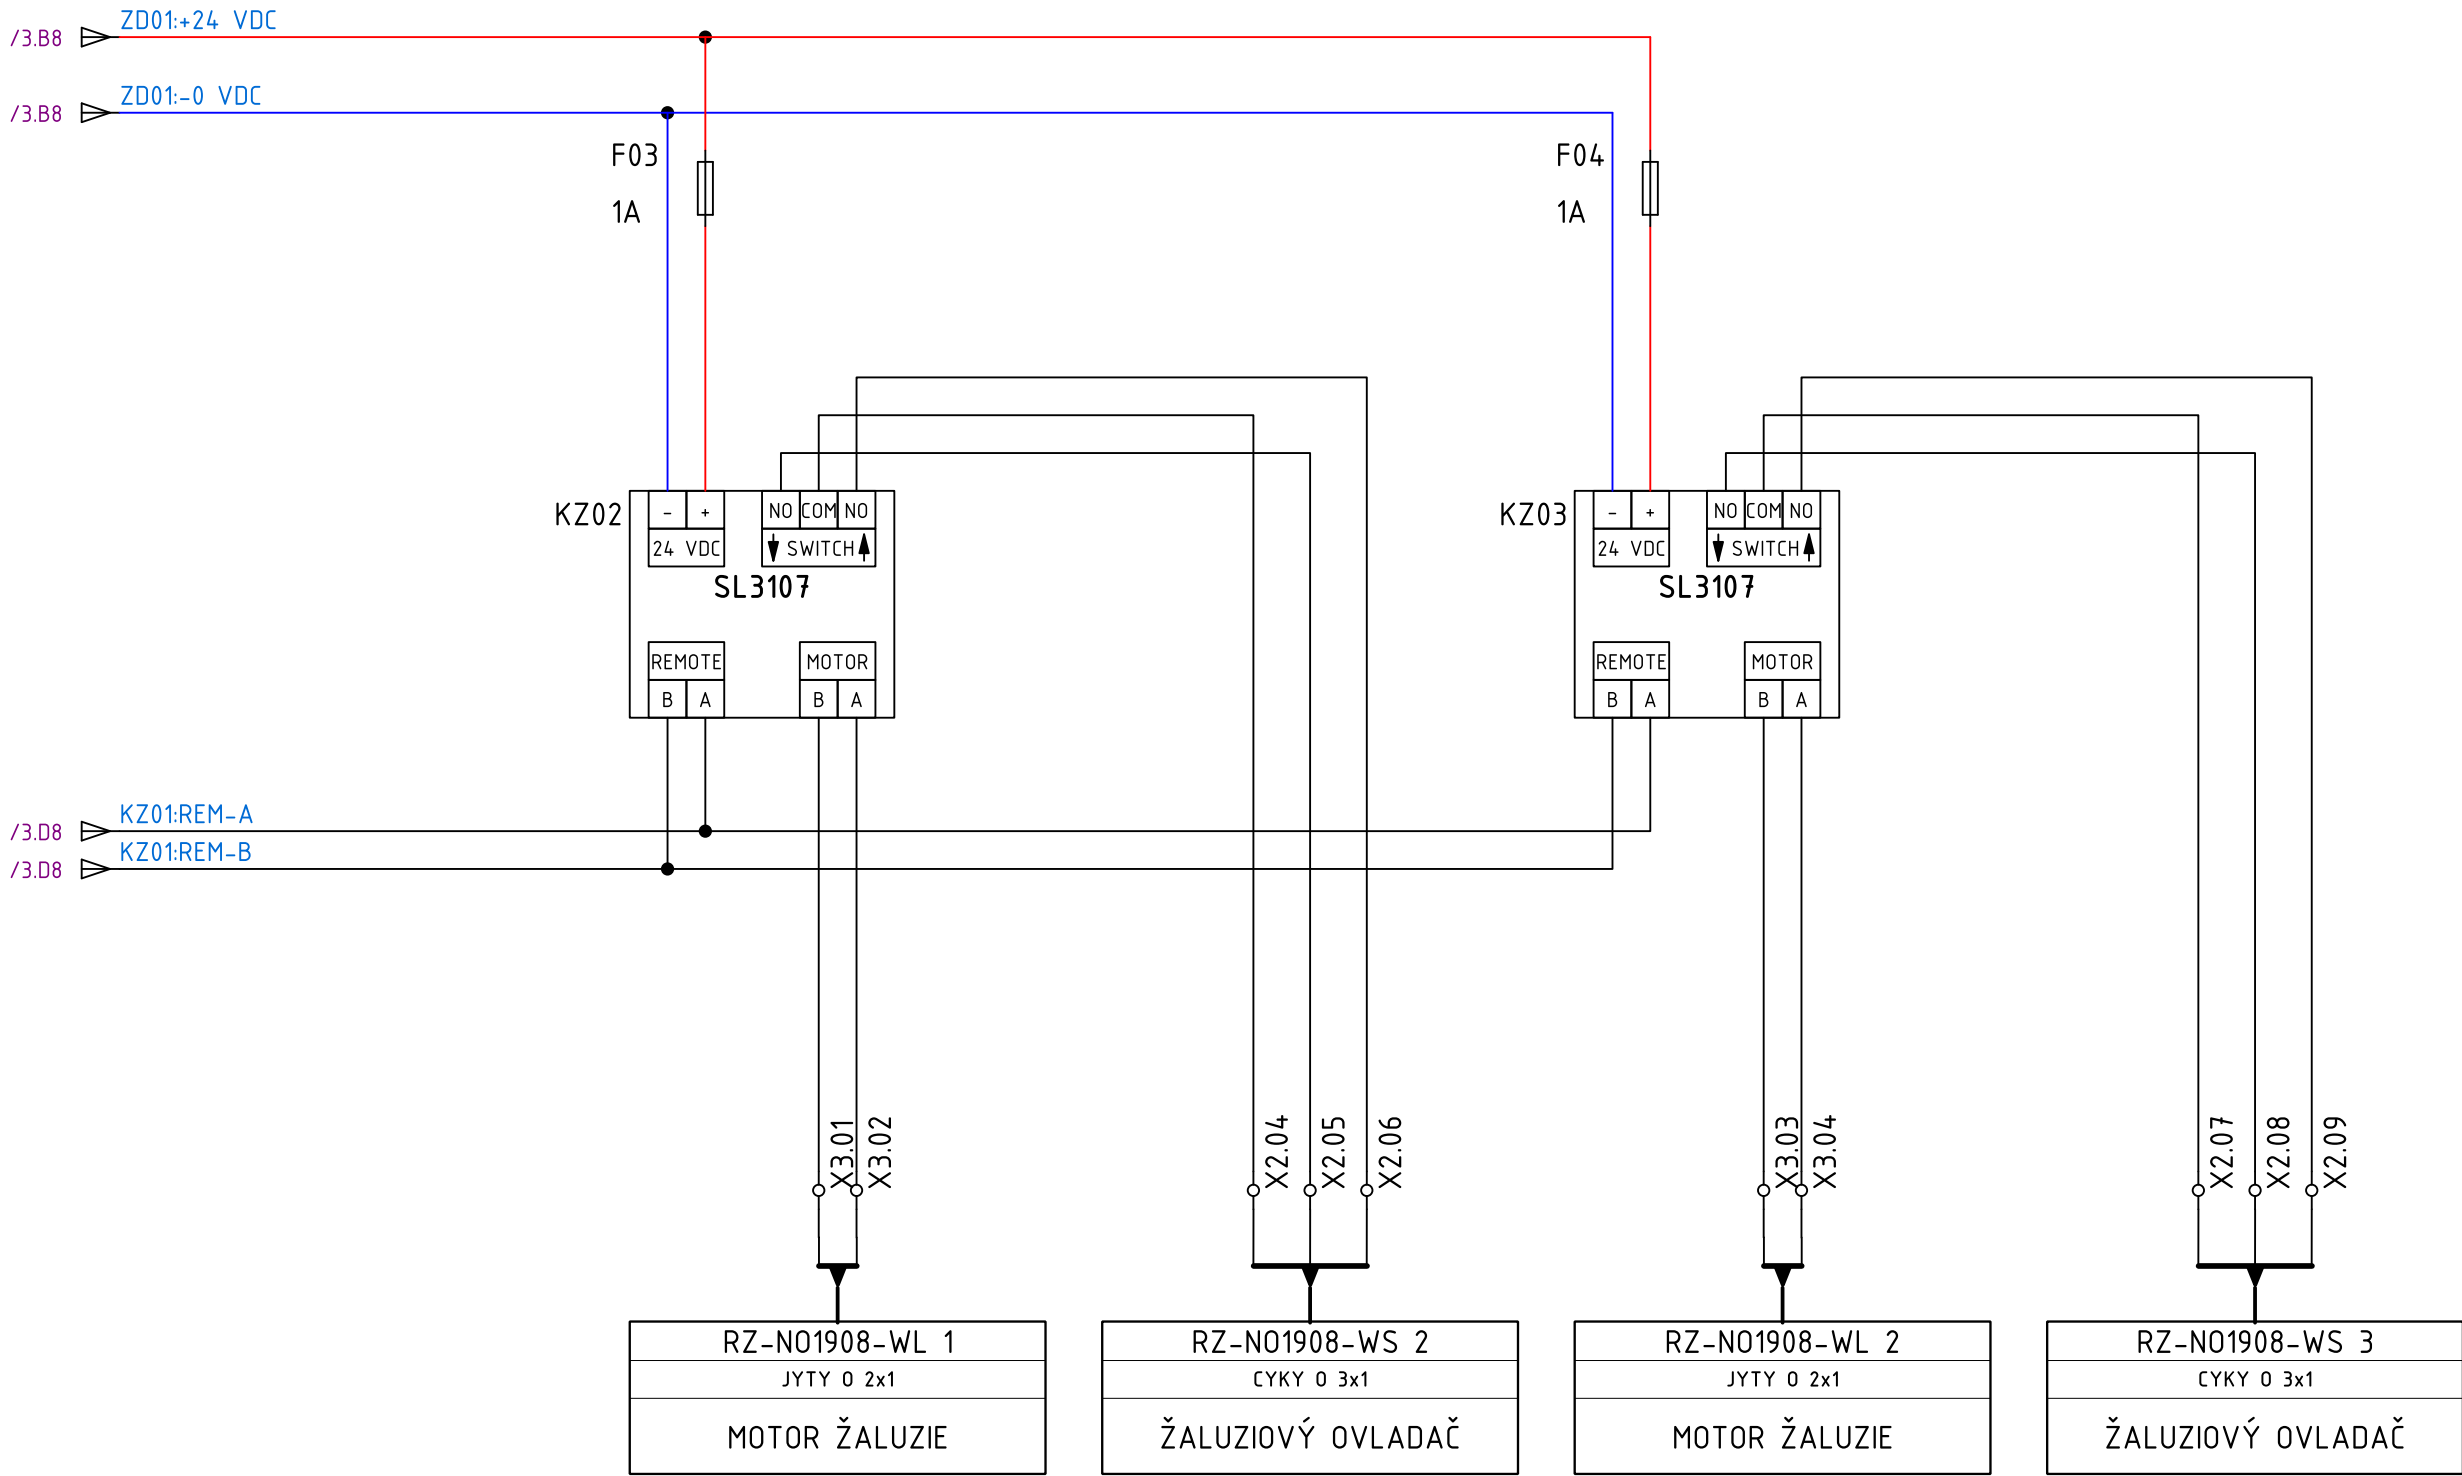 ZD01:+24 VDC
/3.B8
ZD01:-0 VDC
/3.B8
F03
1A
F04
1A
KZ02
- + NO COM NO
24 VDC SWITCH
SL3107
REMOTE MOTOR
B A B A
KZ03
- + NO COM NO
24 VDC SWITCH
SL3107
REMOTE MOTOR
B A B A
KZ01:REM-A
/3.D8
KZ01:REM-B
/3.D8
X3.01
X3.02
X2.04
X2.05
X2.06
X3.03
X3.04
X2.07
X2.08
X2.09
RZ-NO1908-WL 1
JYTY O 2x1
MOTOR ŽALUZIE
RZ-NO1908-WS 2
CYKY O 3x1
ŽALUZIOVÝ OVLADAČ
RZ-NO1908-WL 2
JYTY O 2x1
MOTOR ŽALUZIE
RZ-NO1908-WS 3
CYKY O 3x1
ŽALUZIOVÝ OVLADAČ